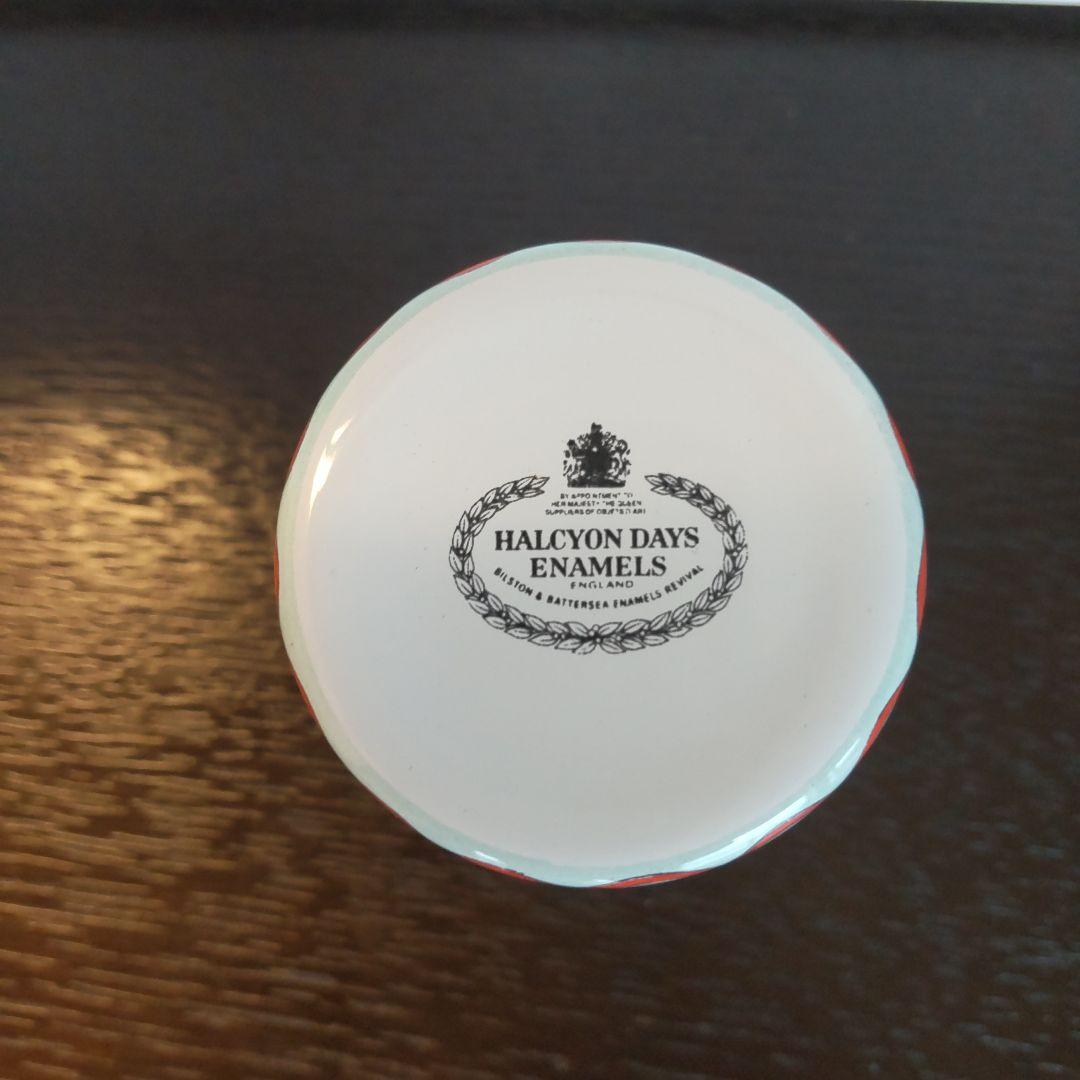 BY APPOINTMENT TO
HER MAJESTY THE QUEEN
SUPPLIERS OF OBJETS D'ART
HALCYON DAYS
ENAMELS
ENGLAND
BILSTON & BATTERSEA ENAMELS REVIVAL